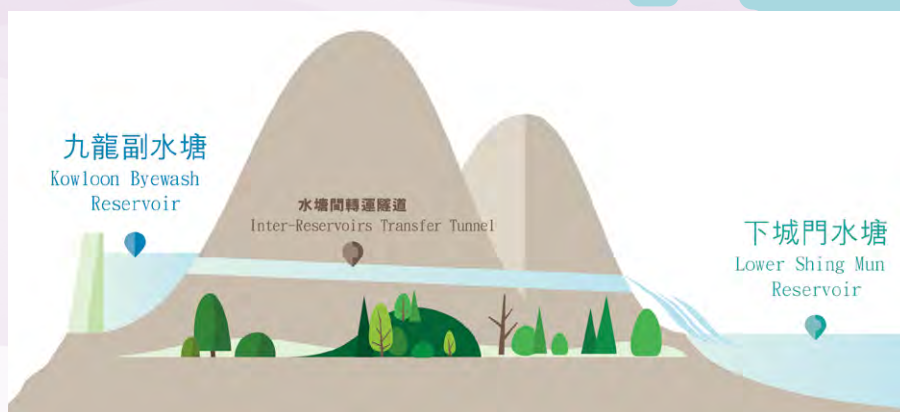 九龍副水塘
Kowloon Byewash
Reservoir
水塘間轉運隧道
Inter-Reservoirs Transfer Tunnel
下城門水塘
Lower Shing Mun
Reservoir